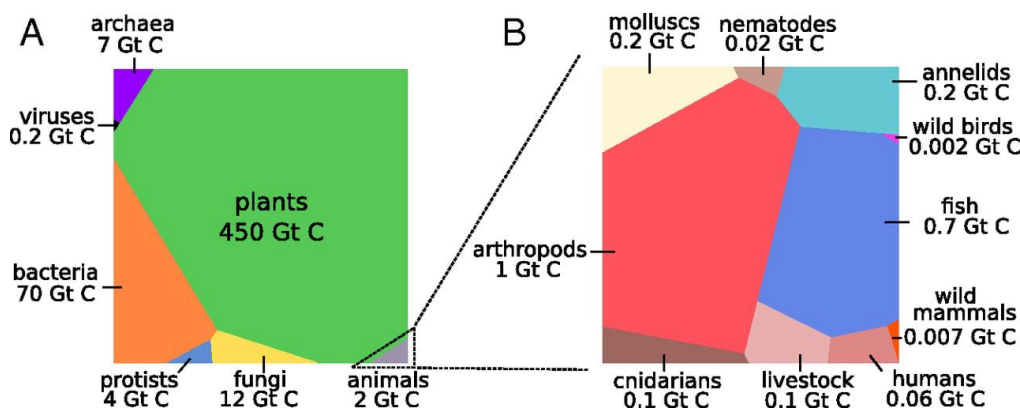 A
archaea
7 Gt C
viruses
0.2 Gt C
plants
450 Gt C
bacteria
70 Gt C
protists
4 Gt C
fungi
12 Gt C
animals
2 Gt C
B
molluscs
0.2 Gt C
nematodes
0.02 Gt C
annelids
0.2 Gt C
wild birds
0.002 Gt C
fish
0.7 Gt C
arthropods
1 Gt C
wild
mammals
0.007 Gt C
cnidarians
0.1 Gt C
livestock
0.1 Gt C
humans
0.06 Gt C